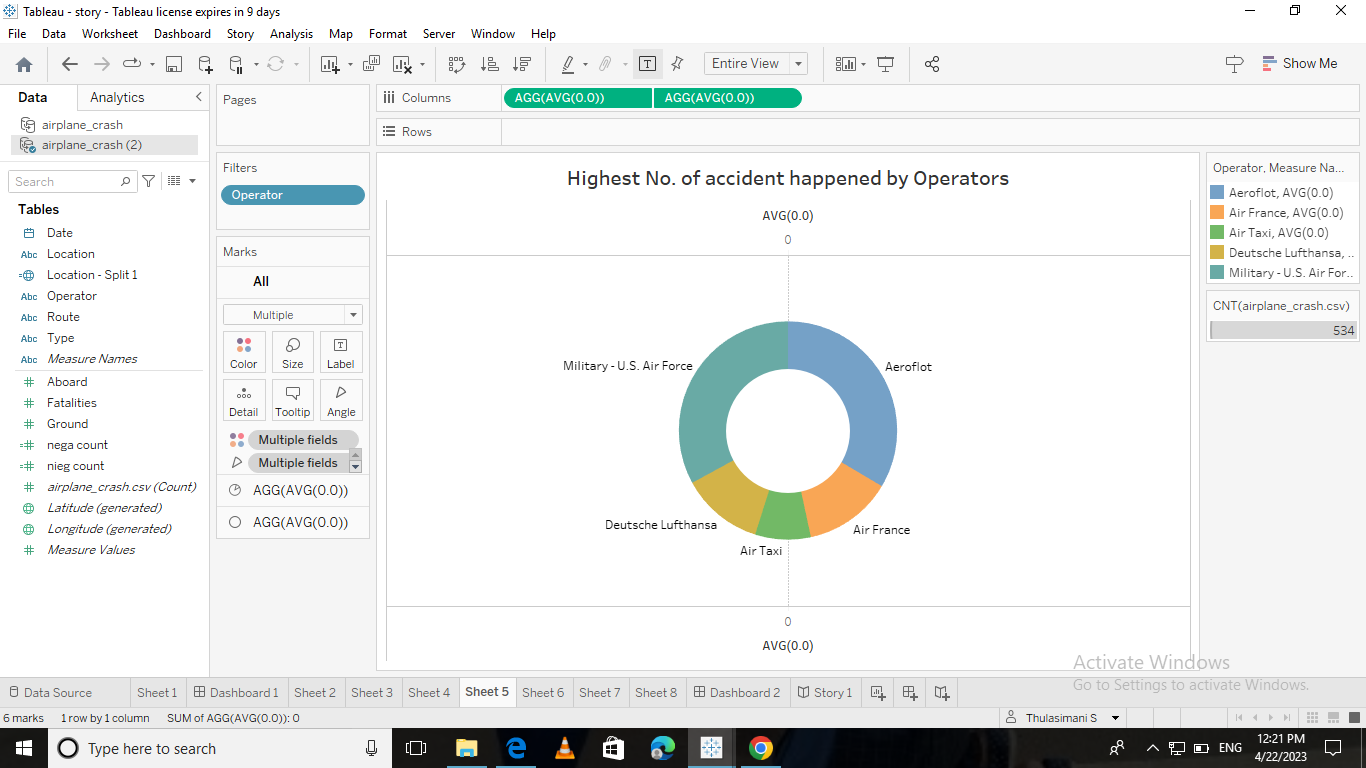 Tableau - story - Tableau license expires in 9 days
File Data Worksheet Dashboard Story Analysis Map Format Server Window Help
Entire View
Show Me
Data Analytics
airplane_crash
airplane_crash (2)
Search
Tables
Date
Abc Location
Location - Split 1
Abc Operator
Abc Route
Abc Type
Abc Measure Names
Aboard
Fatalities
Ground
nega count
nieg count
airplane_crash.csv (Count)
Latitude (generated)
Longitude (generated)
Measure Values
Pages
Filters
Operator
Marks
All
Multiple
Color Size Label
Detail Tooltip Angle
Multiple fields
Multiple fields
AGG(AVG(0.0))
AGG(AVG(0.0))
Columns AGG(AVG(0.0)) AGG(AVG(0.0))
Rows
Highest No. of accident happened by Operators
AVG(0.0)
0
Military - U.S. Air Force
Aeroflot
Deutsche Lufthansa
Air France
Air Taxi
0
AVG(0.0)
Operator, Measure Na...
Aeroflot, AVG(0.0)
Air France, AVG(0.0)
Air Taxi, AVG(0.0)
Deutsche Lufthansa, ..
Military - U.S. Air For..
CNT(airplane_crash.csv)
534
Activate Windows
Go to Settings to activate Windows.
Data Source Sheet 1 Dashboard 1 Sheet 2 Sheet 3 Sheet 4 Sheet 5 Sheet 6 Sheet 7 Sheet 8 Dashboard 2 Story 1
6 marks 1 row by 1 column SUM of AGG(AVG(0.0)): 0 Thulasimani S
Type here to search
ENG
12:21 PM
4/22/2023